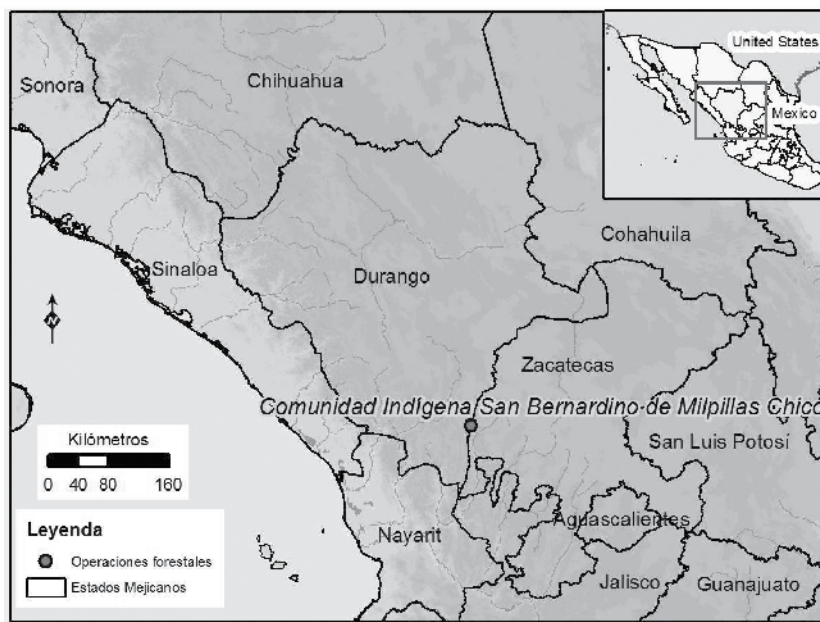 United States
Mexico
Sonora
Chihuahua
Cohahuila
Sinaloa
Durango
N
Zacatecas
Comunidad Indígena San Bernardino de Milpillas Chico
San Luis Potosí
Kilómetros
0 40 80 160
Leyenda
Operaciones forestales
Estados Mejicanos
Nayarit
Aguascalientes
Jalisco
Guanajuato